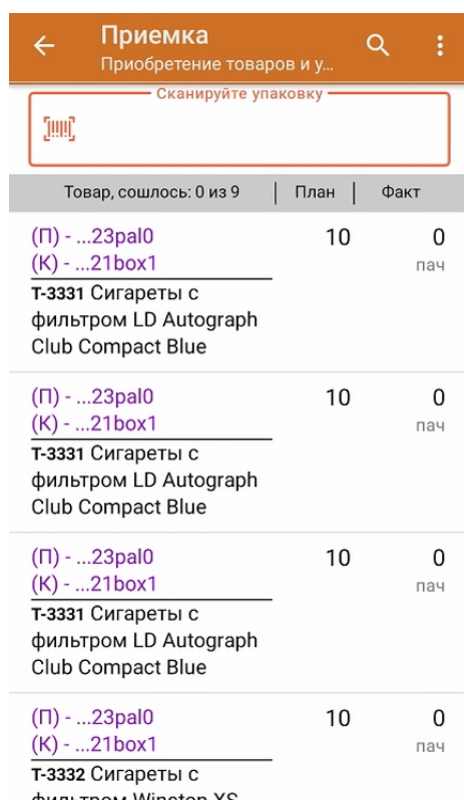 Приемка
Приобретение товаров и у...
Сканируйте упаковку
Товар, сошлось: 0 из 9 | План | Факт
(П) - ...23pal0 10 0
(К) - ...21box1 пач
Т-3331 Сигареты с
фильтром LD Autograph
Club Compact Blue
(П) - ...23pal0 10 0
(К) - ...21box1 пач
Т-3331 Сигареты с
фильтром LD Autograph
Club Compact Blue
(П) - ...23pal0 10 0
(К) - ...21box1 пач
Т-3331 Сигареты с
фильтром LD Autograph
Club Compact Blue
(П) - ...23pal0 10 0
(К) - ...21box1 пач
Т-3332 Сигареты с
фильтром Winston XS